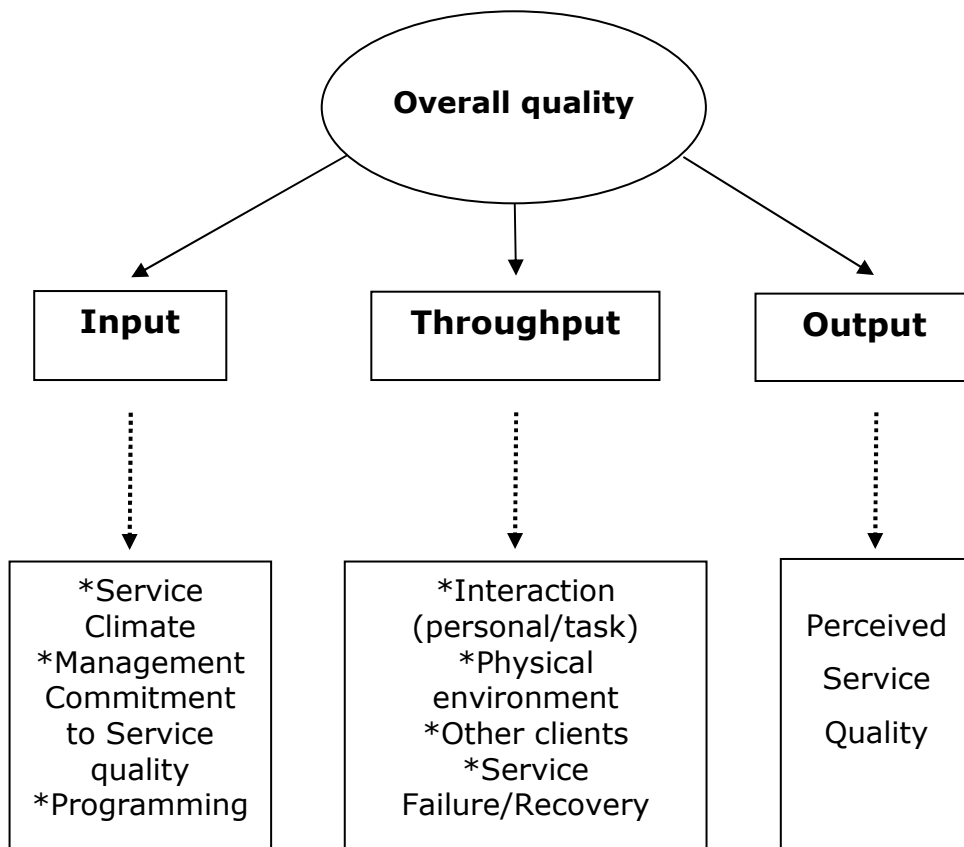 Overall quality
Input
Throughput
Output
*Service
Climate
*Management
Commitment
to Service
quality
*Programming
*Interaction
(personal/task)
*Physical
environment
*Other clients
*Service
Failure/Recovery
Perceived
Service
Quality